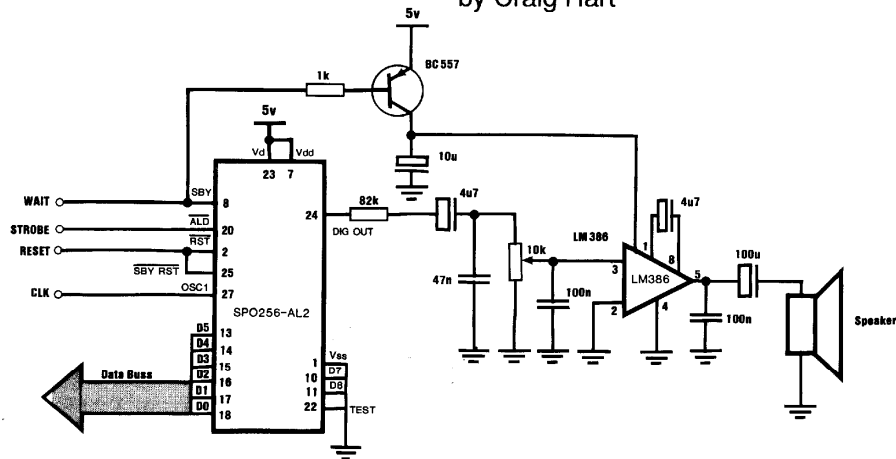 by Craig Hart
5v
BC557
1k
5v
Vd Vdd
23 7
10u
WAIT SBY 8
STROBE ALD 20
RESET RST 2
SBY RST 25
CLK OSC1 27
24 82k 4u7
DIG OUT
47n
10k
100n
LM386
3 1 8 5
LM386
2 4
4u7
100u
100n
Speaker
SPO256-AL2
D5 13
D4 14
D3 15
D2 16
D1 17
D0 18
Data Buss
1 Vss
10 D7
11 D6
22 TEST